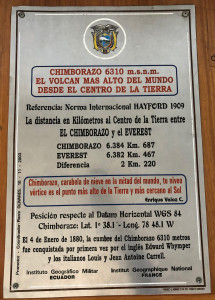 CHIMBORAZO 6310 m.s.n.m.
EL VOLCAN MAS ALTO DEL MUNDO
DESDE EL CENTRO DE LA TIERRA
Referencia: Norma Internacional HAYFORD 1909
La distancia en Kilómetros al Centro de la Tierra entre
EL CHIMBORAZO y el EVEREST
CHIMBORAZO 6.384 Km. 687
EVEREST 6.382 Km. 467
Diferencia 2 Km. 220
Chimborazo, carabela de nieve en la mitad del mundo, tu níveo
vértice es el punto más alto de la Tierra y más cercano al Sol
Enrique Veloz C.
Posición respecto al Datum Horizontal WGS 84
Chimborazo: Lat. 1º 38.1 - Long. 78 48.1 W
El 4 de Enero de 1880, la cumbre del Chimborazo 6310 metros
fue conquistada por primera vez por el inglés Edward Whymper y
los italianos Louis y Jean Antoine Carrell.
Instituto Geográfico Militar
ECUADOR
Institut Geographique National
FRANCE